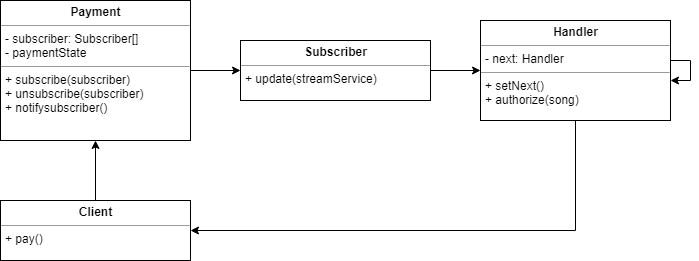 Payment
- subscriber: Subscriber[]
- paymentState
+ subscribe(subscriber)
+ unsubscribe(subscriber)
+ notifysubscriber()
Subscriber
+ update(streamService)
Handler
- next: Handler
+ setNext()
+ authorize(song)
Client
+ pay()